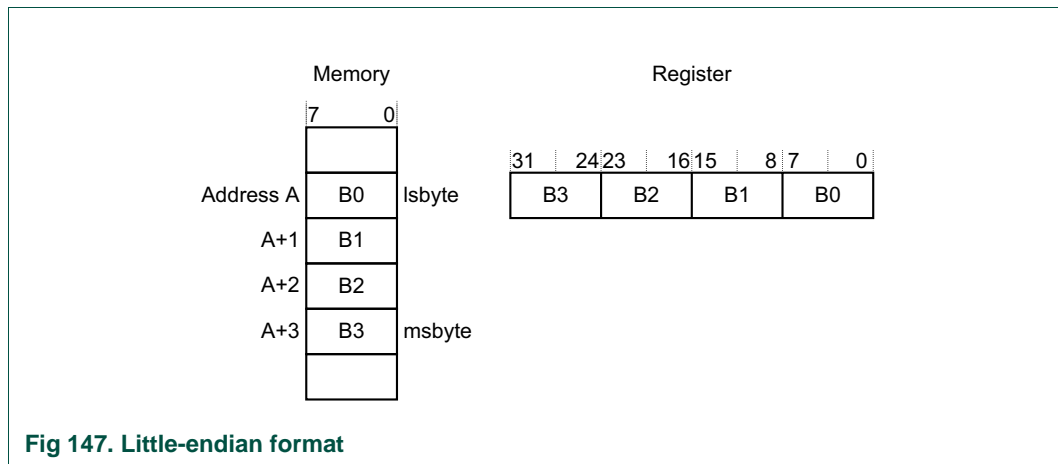 Memory
Register
7 0
31 24 23 16 15 8 7 0
Address A B0 lsbyte
B3 B2 B1 B0
A+1 B1
A+2 B2
A+3 B3 msbyte
Fig 147. Little-endian format